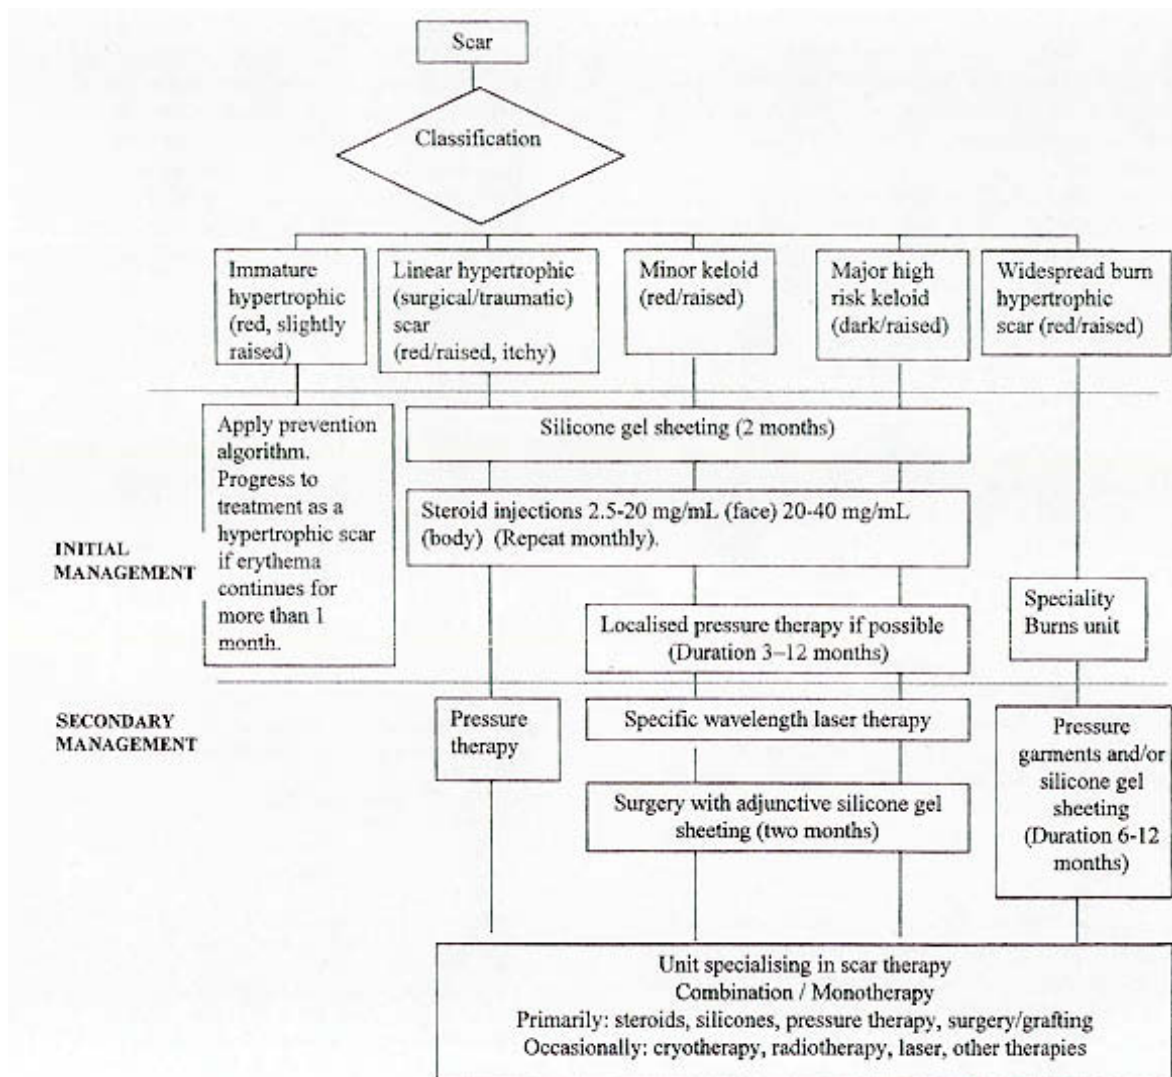 Scar
Classification
Immature
hypertrophic
(red, slightly
raised)
Linear hypertrophic
(surgical/traumatic)
scar
(red/raised, itchy)
Minor keloid
(red/raised)
Major high
risk keloid
(dark/raised)
Widespread burn
hypertrophic
scar (red/raised)
INITIAL
MANAGEMENT
Apply prevention
algorithm.
Progress to
treatment as a
hypertrophic scar
if erythema
continues for
more than 1
month.
Silicone gel sheeting (2 months)
Steroid injections 2.5-20 mg/mL (face) 20-40 mg/mL
(body) (Repeat monthly).
Localised pressure therapy if possible
(Duration 3–12 months)
Speciality
Burns unit
SECONDARY
MANAGEMENT
Pressure
therapy
Specific wavelength laser therapy
Surgery with adjunctive silicone gel
sheeting (two months)
Pressure
garments and/or
silicone gel
sheeting
(Duration 6-12
months)
Unit specialising in scar therapy
Combination / Monotherapy
Primarily: steroids, silicones, pressure therapy, surgery/grafting
Occasionally: cryotherapy, radiotherapy, laser, other therapies